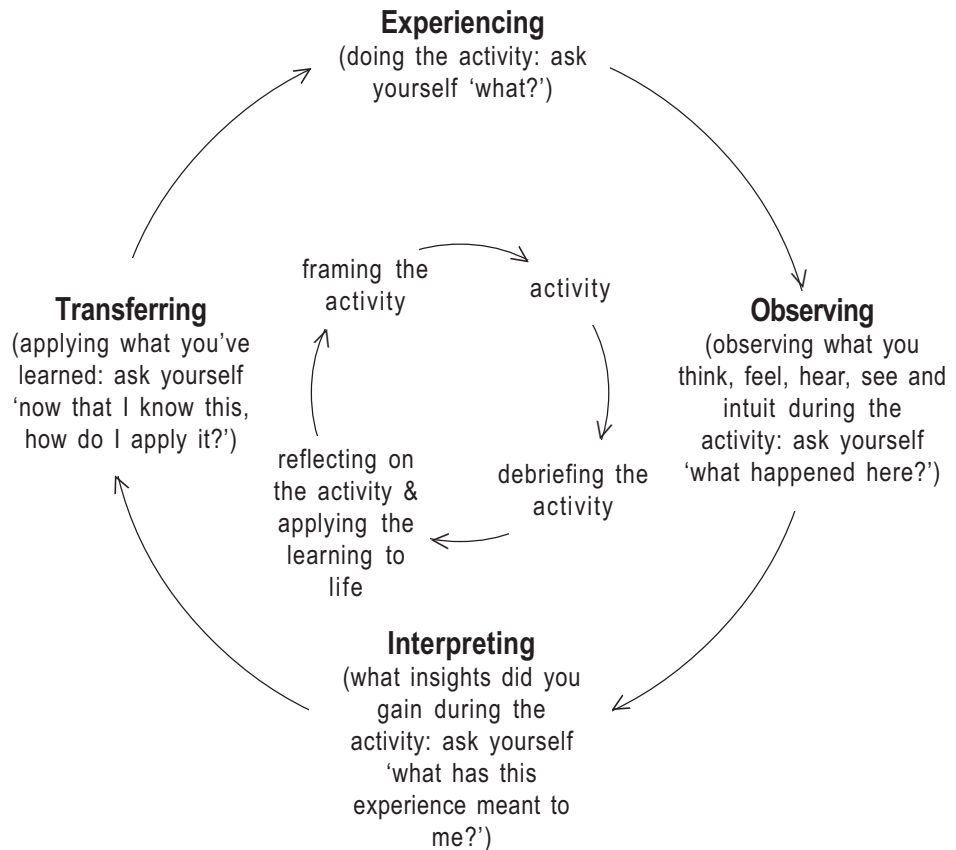 Experiencing
(doing the activity: ask
yourself ‘what?’)
framing the
activity
activity
Transferring
(applying what you’ve
learned: ask yourself
‘now that I know this,
how do I apply it?’)
Observing
(observing what you
think, feel, hear, see and
intuit during the
activity: ask yourself
‘what happened here?’)
reflecting on
the activity &
applying the
learning to
life
debriefing the
activity
Interpreting
(what insights did you
gain during the
activity: ask yourself
‘what has this
experience meant to
me?’)